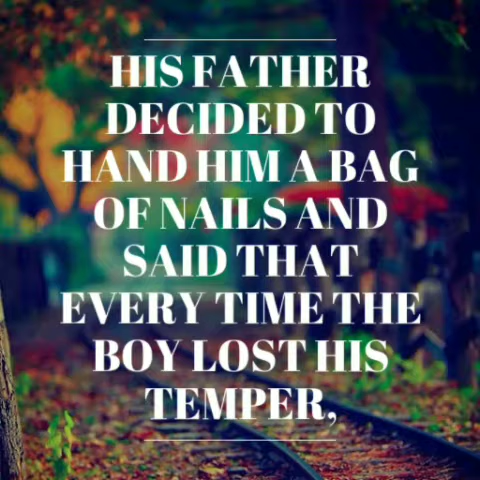 HIS FATHER
DECIDED TO
HAND HIM A BAG
OF NAILS AND
SAID THAT
EVERY TIME THE
BOY LOST HIS
TEMPER,